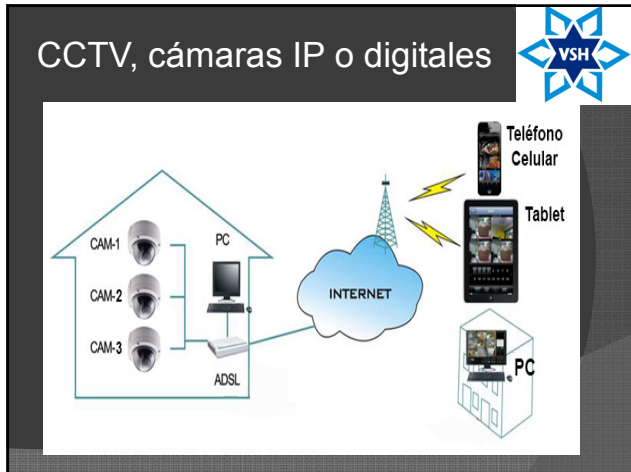 CCTV, cámaras IP o digitales
VSH
Teléfono
Celular
Tablet
CAM-1
PC
CAM-2
CAM-3
ADSL
INTERNET
PC